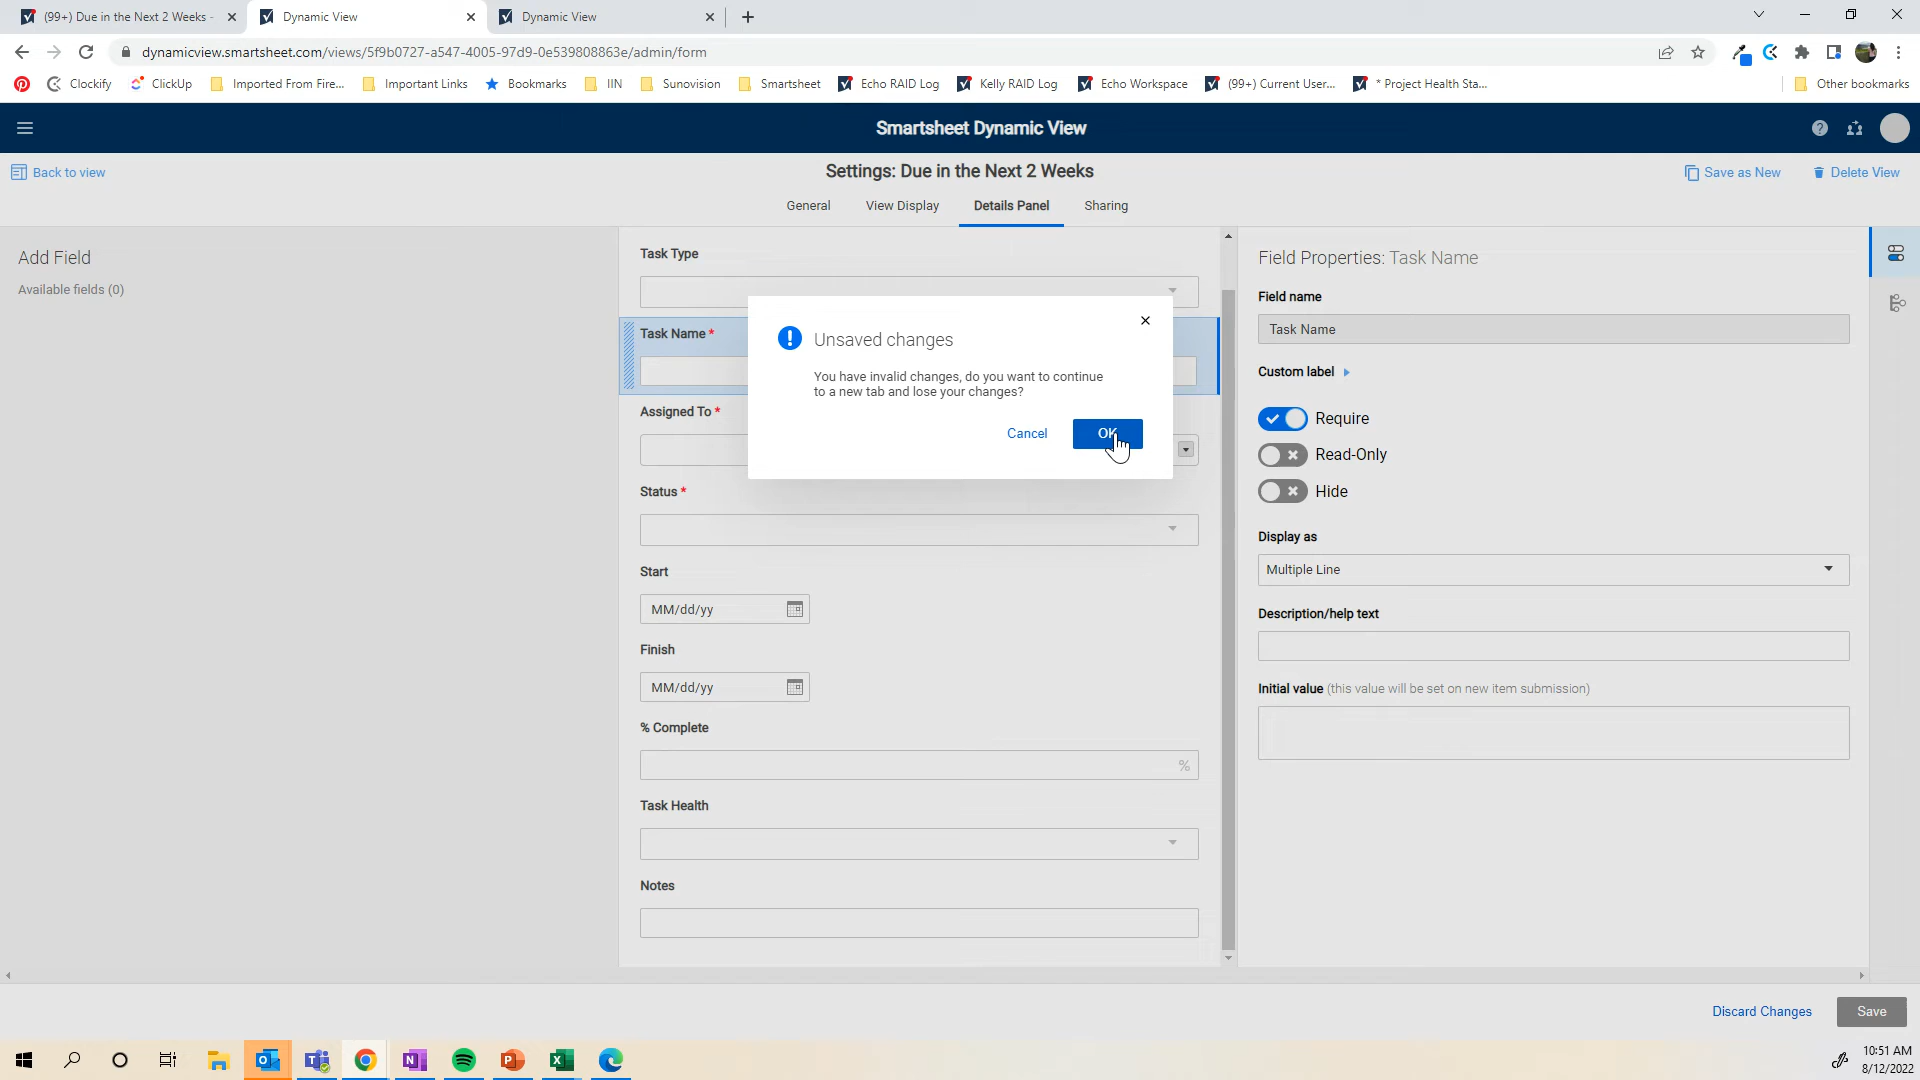 (99+) Due in the Next 2 Weeks -
Dynamic View
Dynamic View
dynamicview.smartsheet.com/views/5f9b0727-a547-4005-97d9-0e539808863e/admin/form
Clockify
ClickUp
Imported From Fire...
Important Links
Bookmarks
IIN
Sunovision
Smartsheet
Echo RAID Log
Kelly RAID Log
Echo Workspace
(99+) Current User...
* Project Health Sta...
Other bookmarks
Smartsheet Dynamic View
Back to view
Settings: Due in the Next 2 Weeks
Save as New
Delete View
General
View Display
Details Panel
Sharing
Add Field
Available fields (0)
Task Type
Task Name *
Assigned To *
Status *
Start
MM/dd/yy
Finish
MM/dd/yy
% Complete
%
Task Health
Notes
Unsaved changes
You have invalid changes, do you want to continue
to a new tab and lose your changes?
Cancel
OK
Field Properties: Task Name
Field name
Task Name
Custom label
Require
Read-Only
Hide
Display as
Multiple Line
Description/help text
Initial value (this value will be set on new item submission)
Discard Changes
Save
10:51 AM
8/12/2022